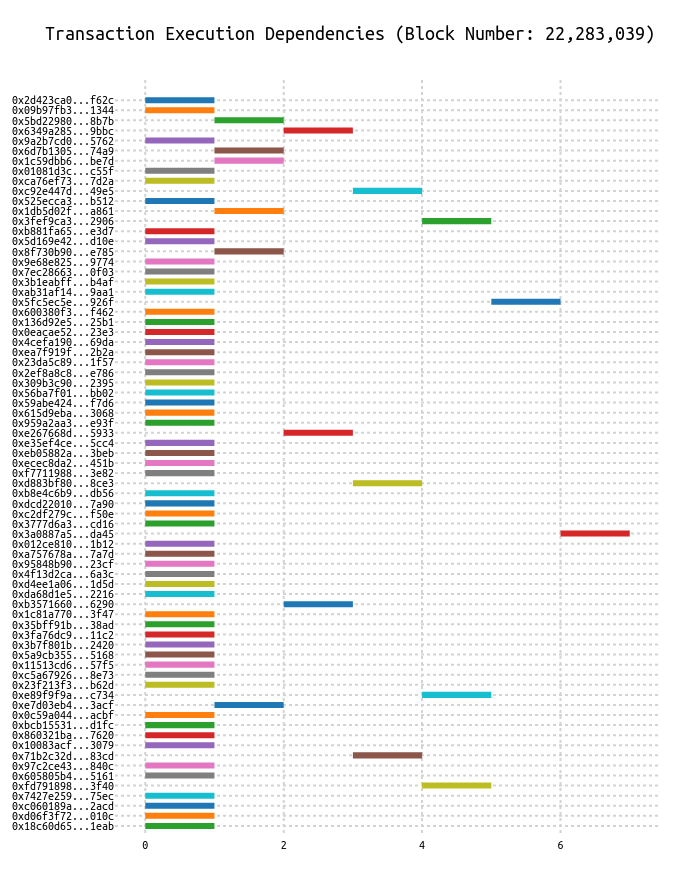 Transaction Execution Dependencies (Block Number: 22,283,039)
0x2d423ca0...f62c
0x09b97fb3...1344
0x5bd22980...8b7b
0x6349a285...9bbc
0x9a2b7cd0...5762
0x6d7b1305...74a9
0x1c59dbb6...be7d
0x01081d3c...c55f
0xca76ef73...7d2a
0xc92e447d...49e5
0x525ecca3...b512
0x1db5d02f...a861
0x3fef9ca3...2906
0xb881fa65...e3d7
0x5d169e42...d10e
0x8f730b90...e785
0x9e68e825...9774
0x7ec28663...0f03
0x3b1eabff...b4af
0xab31af14...9aa1
0x5fc5ec5e...926f
0x600380f3...f462
0x136d92e5...25b1
0x0eacae52...23e3
0x4cefa190...69da
0xea7f919f...2b2a
0x23da5c89...1f57
0x2ef8a8c8...e786
0x309b3c90...2395
0x56ba7f01...bb02
0x59abe424...f7d6
0x615d9eba...3068
0x959a2aa3...e93f
0xe267668d...5933
0xe35ef4ce...5cc4
0xeb05882a...3beb
0xecec8da2...451b
0xf7711988...3e82
0xd883bf80...8ce3
0xb8e4c6b9...db56
0xdcd22010...7a90
0xc2df279c...f50e
0x3777d6a3...cd16
0x3a0887a5...da45
0x012ce810...1b12
0xa757678a...7a7d
0x95848b90...23cf
0x4f13d2ca...6a3c
0xd4ee1a06...1d5d
0xda68d1e5...2216
0xb3571660...6290
0x1c81a770...3f47
0x35bff91b...38ad
0x3fa76dc9...11c2
0x3b7f801b...2420
0x5a9cb355...5168
0x11513cd6...57f5
0xc5a67926...8e73
0x23f213f3...b62d
0xe89f9f9a...c734
0xe7d03eb4...3acf
0x0c59a044...acbf
0xbcb15531...d1fc
0x860321ba...7620
0x10083acf...3079
0x71b2c32d...83cd
0x97c2ce43...840c
0x605805b4...5161
0xfd791898...3f40
0x7427e259...75ec
0xc060189a...2acd
0xd06f3f72...010c
0x18c60d65...1eab
0 2 4 6